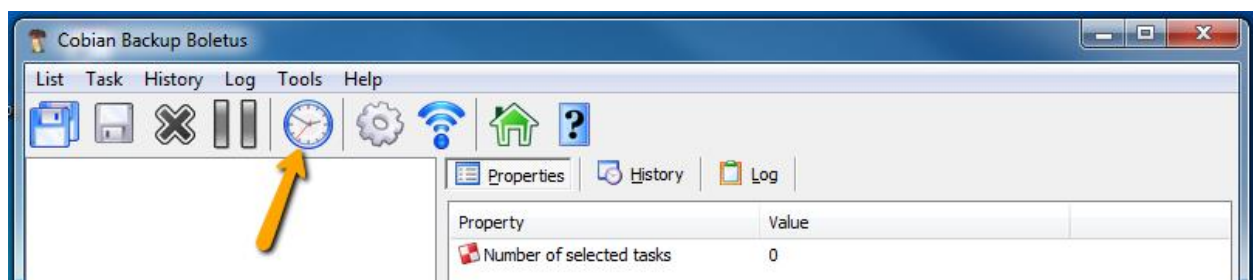 Cobian Backup Boletus
List Task History Log Tools Help
?
Properties History Log
Property Value
Number of selected tasks 0